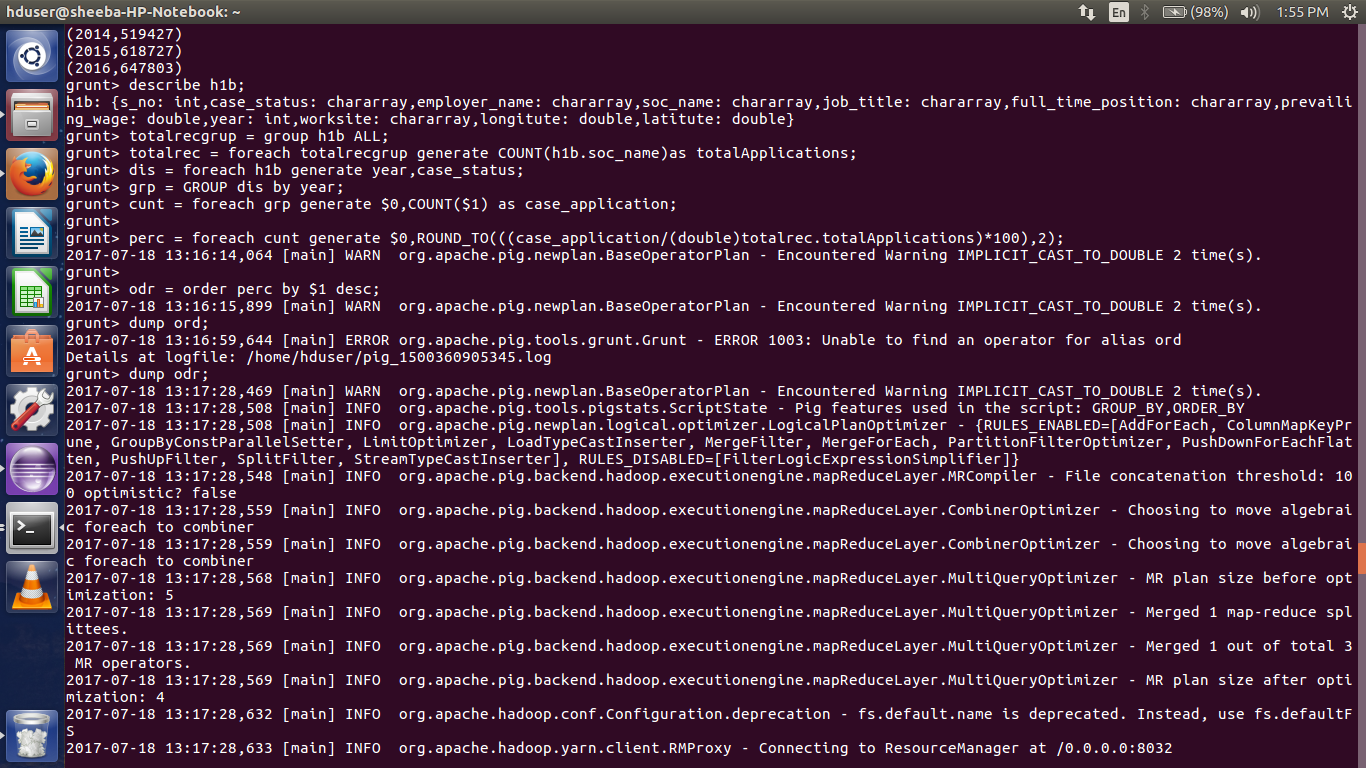 hduser@sheeba-HP-Notebook: ~
En
(98%)
1:55 PM
(2014,519427)
(2015,618727)
(2016,647803)
grunt> describe h1b;
h1b: {s_no: int,case_status: chararray,employer_name: chararray,soc_name: chararray,job_title: chararray,full_time_position: chararray,prevaili
ng_wage: double,year: int,worksite: chararray,longitute: double,latitute: double}
grunt> totalrecgrup = group h1b ALL;
grunt> totalrec = foreach totalrecgrup generate COUNT(h1b.soc_name)as totalApplications;
grunt> dis = foreach h1b generate year,case_status;
grunt> grp = GROUP dis by year;
grunt> cunt = foreach grp generate $0,COUNT($1) as case_application;
grunt>
grunt> perc = foreach cunt generate $0,ROUND_TO(((case_application/(double)totalrec.totalApplications)*100),2);
2017-07-18 13:16:14,064 [main] WARN  org.apache.pig.newplan.BaseOperatorPlan - Encountered Warning IMPLICIT_CAST_TO_DOUBLE 2 time(s).
grunt>
grunt> odr = order perc by $1 desc;
2017-07-18 13:16:15,899 [main] WARN  org.apache.pig.newplan.BaseOperatorPlan - Encountered Warning IMPLICIT_CAST_TO_DOUBLE 2 time(s).
grunt> dump ord;
2017-07-18 13:16:59,644 [main] ERROR org.apache.pig.tools.grunt.Grunt - ERROR 1003: Unable to find an operator for alias ord
Details at logfile: /home/hduser/pig_1500360905345.log
grunt> dump odr;
2017-07-18 13:17:28,469 [main] WARN  org.apache.pig.newplan.BaseOperatorPlan - Encountered Warning IMPLICIT_CAST_TO_DOUBLE 2 time(s).
2017-07-18 13:17:28,508 [main] INFO  org.apache.pig.tools.pigstats.ScriptState - Pig features used in the script: GROUP_BY,ORDER_BY
2017-07-18 13:17:28,508 [main] INFO  org.apache.pig.newplan.logical.optimizer.LogicalPlanOptimizer - {RULES_ENABLED=[AddForEach, ColumnMapKeyPr
une, GroupByConstParallelSetter, LimitOptimizer, LoadTypeCastInserter, MergeFilter, MergeForEach, PartitionFilterOptimizer, PushDownForEachFlat
ten, PushUpFilter, SplitFilter, StreamTypeCastInserter], RULES_DISABLED=[FilterLogicExpressionSimplifier]}
2017-07-18 13:17:28,548 [main] INFO  org.apache.pig.backend.hadoop.executionengine.mapReduceLayer.MRCompiler - File concatenation threshold: 10
0 optimistic? false
2017-07-18 13:17:28,559 [main] INFO  org.apache.pig.backend.hadoop.executionengine.mapReduceLayer.CombinerOptimizer - Choosing to move algebrai
c foreach to combiner
2017-07-18 13:17:28,559 [main] INFO  org.apache.pig.backend.hadoop.executionengine.mapReduceLayer.CombinerOptimizer - Choosing to move algebrai
c foreach to combiner
2017-07-18 13:17:28,568 [main] INFO  org.apache.pig.backend.hadoop.executionengine.mapReduceLayer.MultiQueryOptimizer - MR plan size before opt
imization: 5
2017-07-18 13:17:28,569 [main] INFO  org.apache.pig.backend.hadoop.executionengine.mapReduceLayer.MultiQueryOptimizer - Merged 1 map-reduce spl
ittees.
2017-07-18 13:17:28,569 [main] INFO  org.apache.pig.backend.hadoop.executionengine.mapReduceLayer.MultiQueryOptimizer - Merged 1 out of total 3
 MR operators.
2017-07-18 13:17:28,569 [main] INFO  org.apache.pig.backend.hadoop.executionengine.mapReduceLayer.MultiQueryOptimizer - MR plan size after opti
mization: 4
2017-07-18 13:17:28,632 [main] INFO  org.apache.hadoop.conf.Configuration.deprecation - fs.default.name is deprecated. Instead, use fs.defaultF
S
2017-07-18 13:17:28,633 [main] INFO  org.apache.hadoop.yarn.client.RMProxy - Connecting to ResourceManager at /0.0.0.0:8032